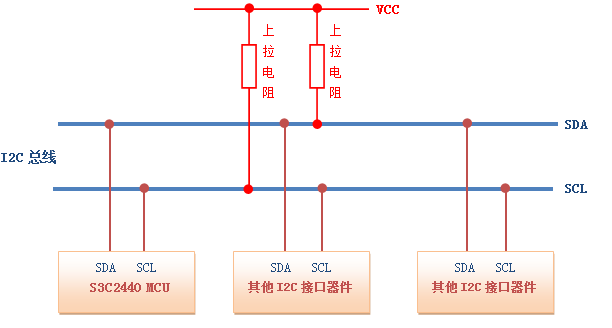 VCC
上拉电阻
上拉电阻
SDA
I2C 总线
SCL
SDA SCL
S3C2440 MCU
SDA SCL
其他 I2C 接口器件
SDA SCL
其他 I2C 接口器件